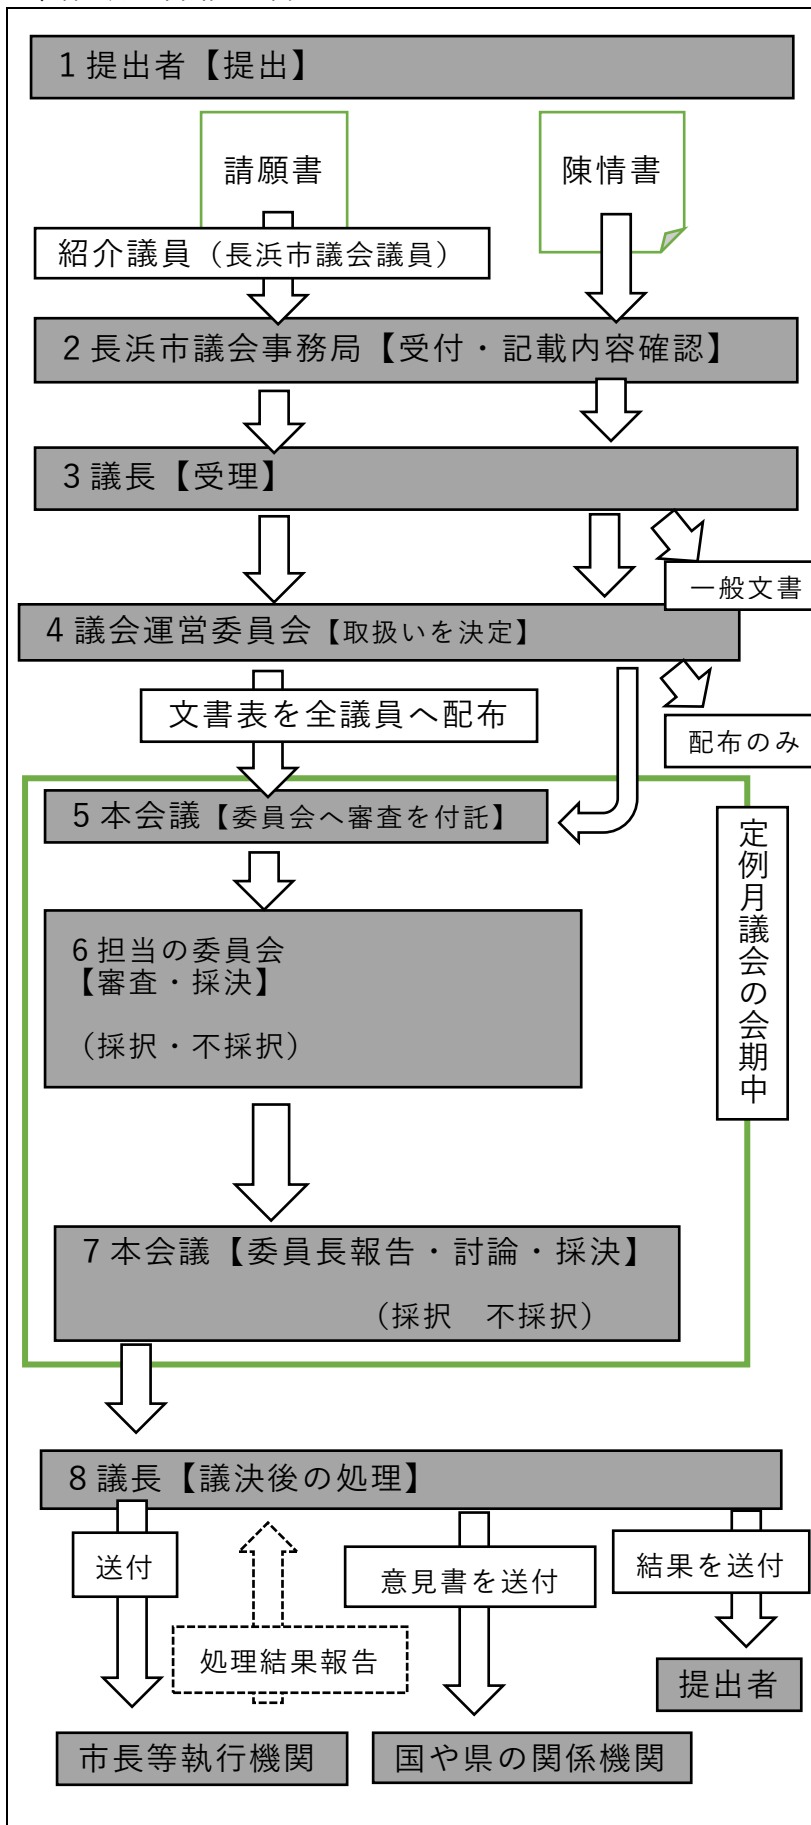 1提出者【提出】
請願書
陳情書
紹介議員（長浜市議会議員）
2長浜市議会事務局【受付・記載内容確認】
3議長【受理】
一般文書
4議会運営委員会【取扱いを決定】
文書表を全議員へ配布
配布のみ
5本会議【委員会へ審査を付託】
定例月議会の会期中
6担当の委員会
【審査・採決】
（採択・不採択）
7本会議【委員長報告・討論・採決】
（採択　不採択）
8議長【議決後の処理】
送付
処理結果報告
意見書を送付
結果を送付
提出者
市長等執行機関
国や県の関係機関